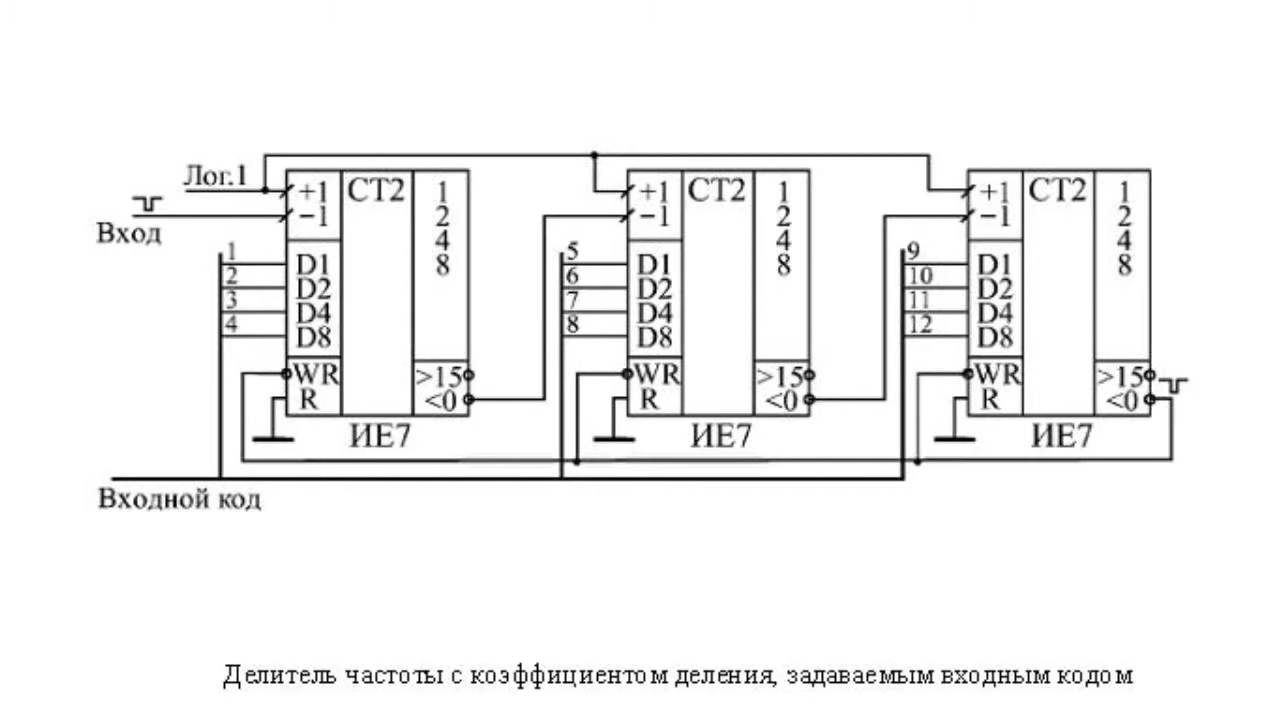 Лог.1
Вход
+1 CT2 1
−1 2
4
D1 8
D2
D4
D8
WR >15
R <0
ИЕ7
1
2
3
4
+1 CT2 1
−1 2
4
D1 8
D2
D4
D8
WR >15
R <0
ИЕ7
5
6
7
8
+1 CT2 1
−1 2
4
D1 8
D2
D4
D8
WR >15
R <0
ИЕ7
9
10
11
12
Входной код
Делитель частоты с коэффициентом деления, задаваемым входным кодом